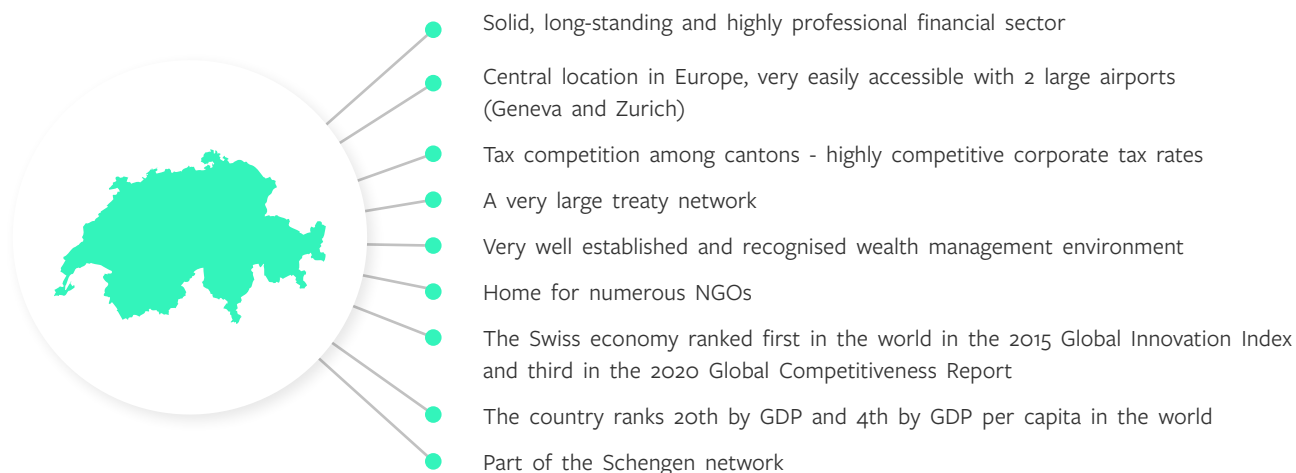 Solid, long-standing and highly professional financial sector
Central location in Europe, very easily accessible with 2 large airports
(Geneva and Zurich)
Tax competition among cantons - highly competitive corporate tax rates
A very large treaty network
Very well established and recognised wealth management environment
Home for numerous NGOs
The Swiss economy ranked first in the world in the 2015 Global Innovation Index
and third in the 2020 Global Competitiveness Report
The country ranks 20th by GDP and 4th by GDP per capita in the world
Part of the Schengen network